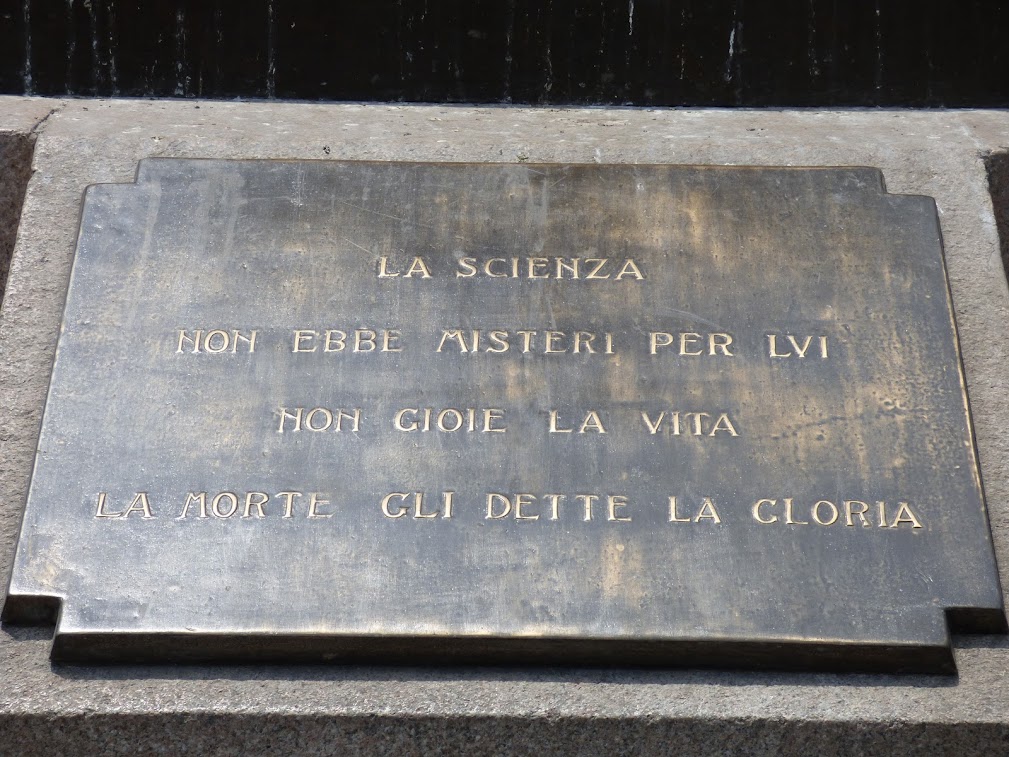 LA SCIENZA
NON EBBE MISTERI PER LVI
NON GIOIE LA VITA
LA MORTE GLI DETTE LA GLORIA